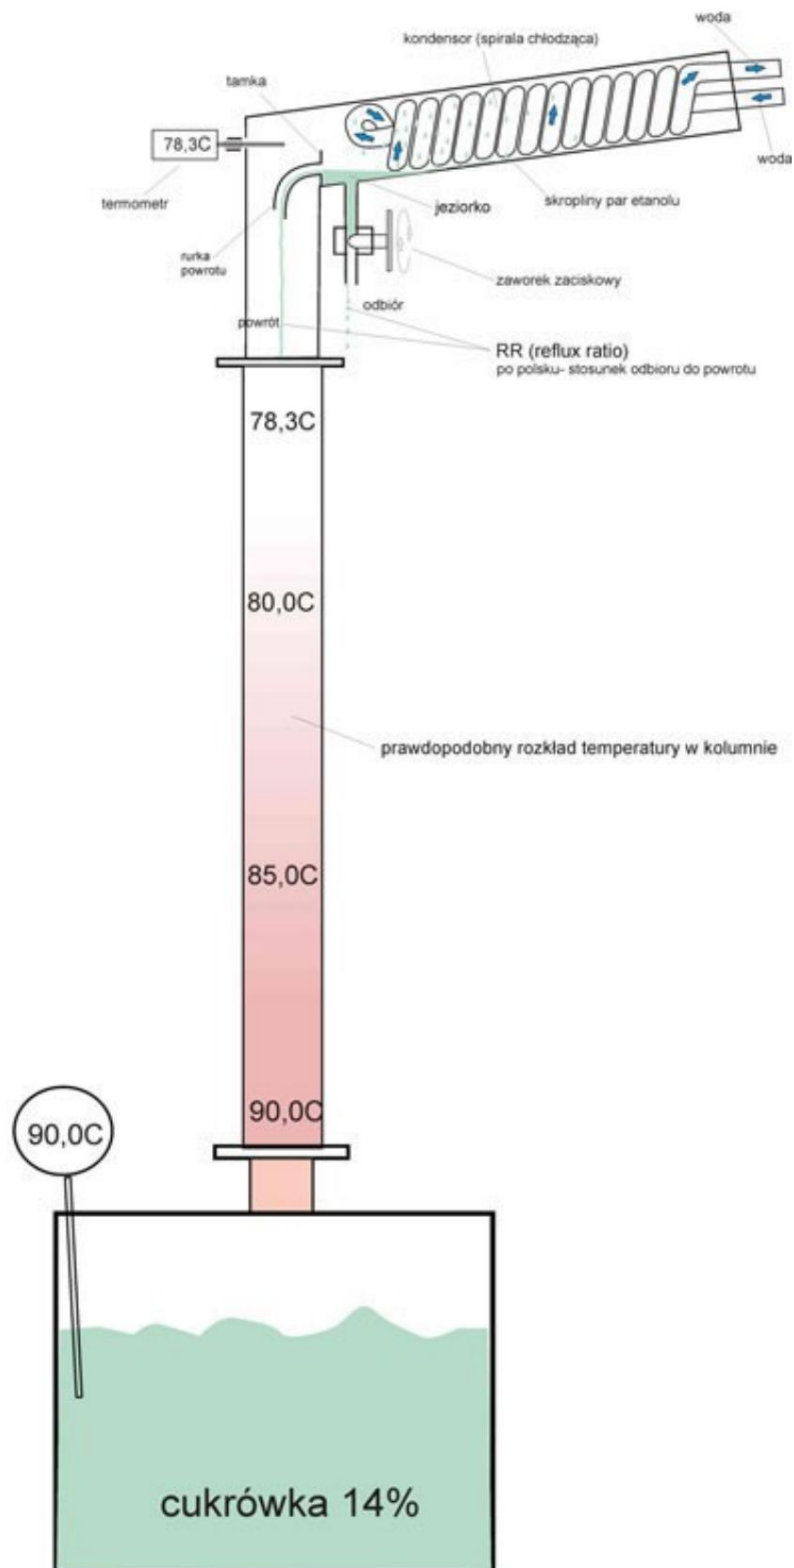 woda
kondensor (spirala chłodząca)
tamka
78,3C
termometr
woda
skropliny par etanolu
jeziorko
rurka
powrotu
zaworek zaciskowy
odbiór
powrót
RR (reflux ratio)
po polsku- stosunek odbioru do powrotu
78,3C
80,0C
prawdopodobny rozkład temperatury w kolumnie
85,0C
90,0C
90,0C
cukrówka 14%